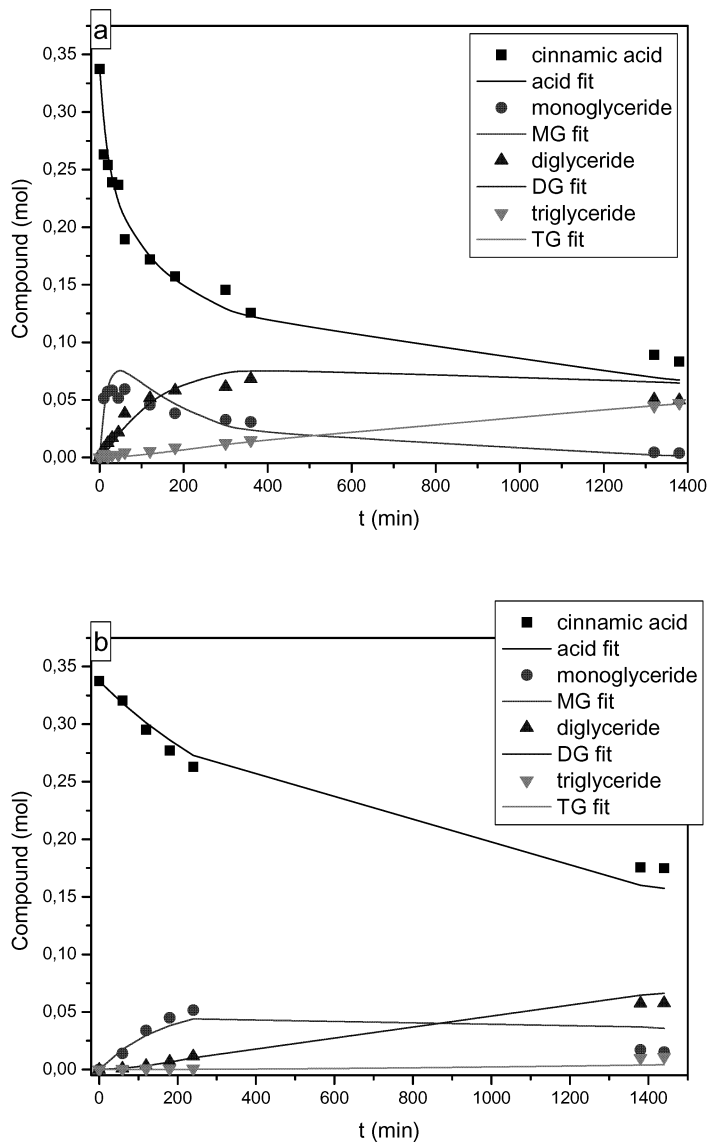 a
0,35
0,30
0,25
0,20
0,15
0,10
0,05
0,00
Compound (mol)
cinnamic acid
acid fit
monoglyceride
MG fit
diglyceride
DG fit
triglyceride
TG fit
0 200 400 600 800 1000 1200 1400
t (min)
b
0,35
0,30
0,25
0,20
0,15
0,10
0,05
0,00
Compound (mol)
cinnamic acid
acid fit
monoglyceride
MG fit
diglyceride
DG fit
triglyceride
TG fit
0 200 400 600 800 1000 1200 1400
t (min)